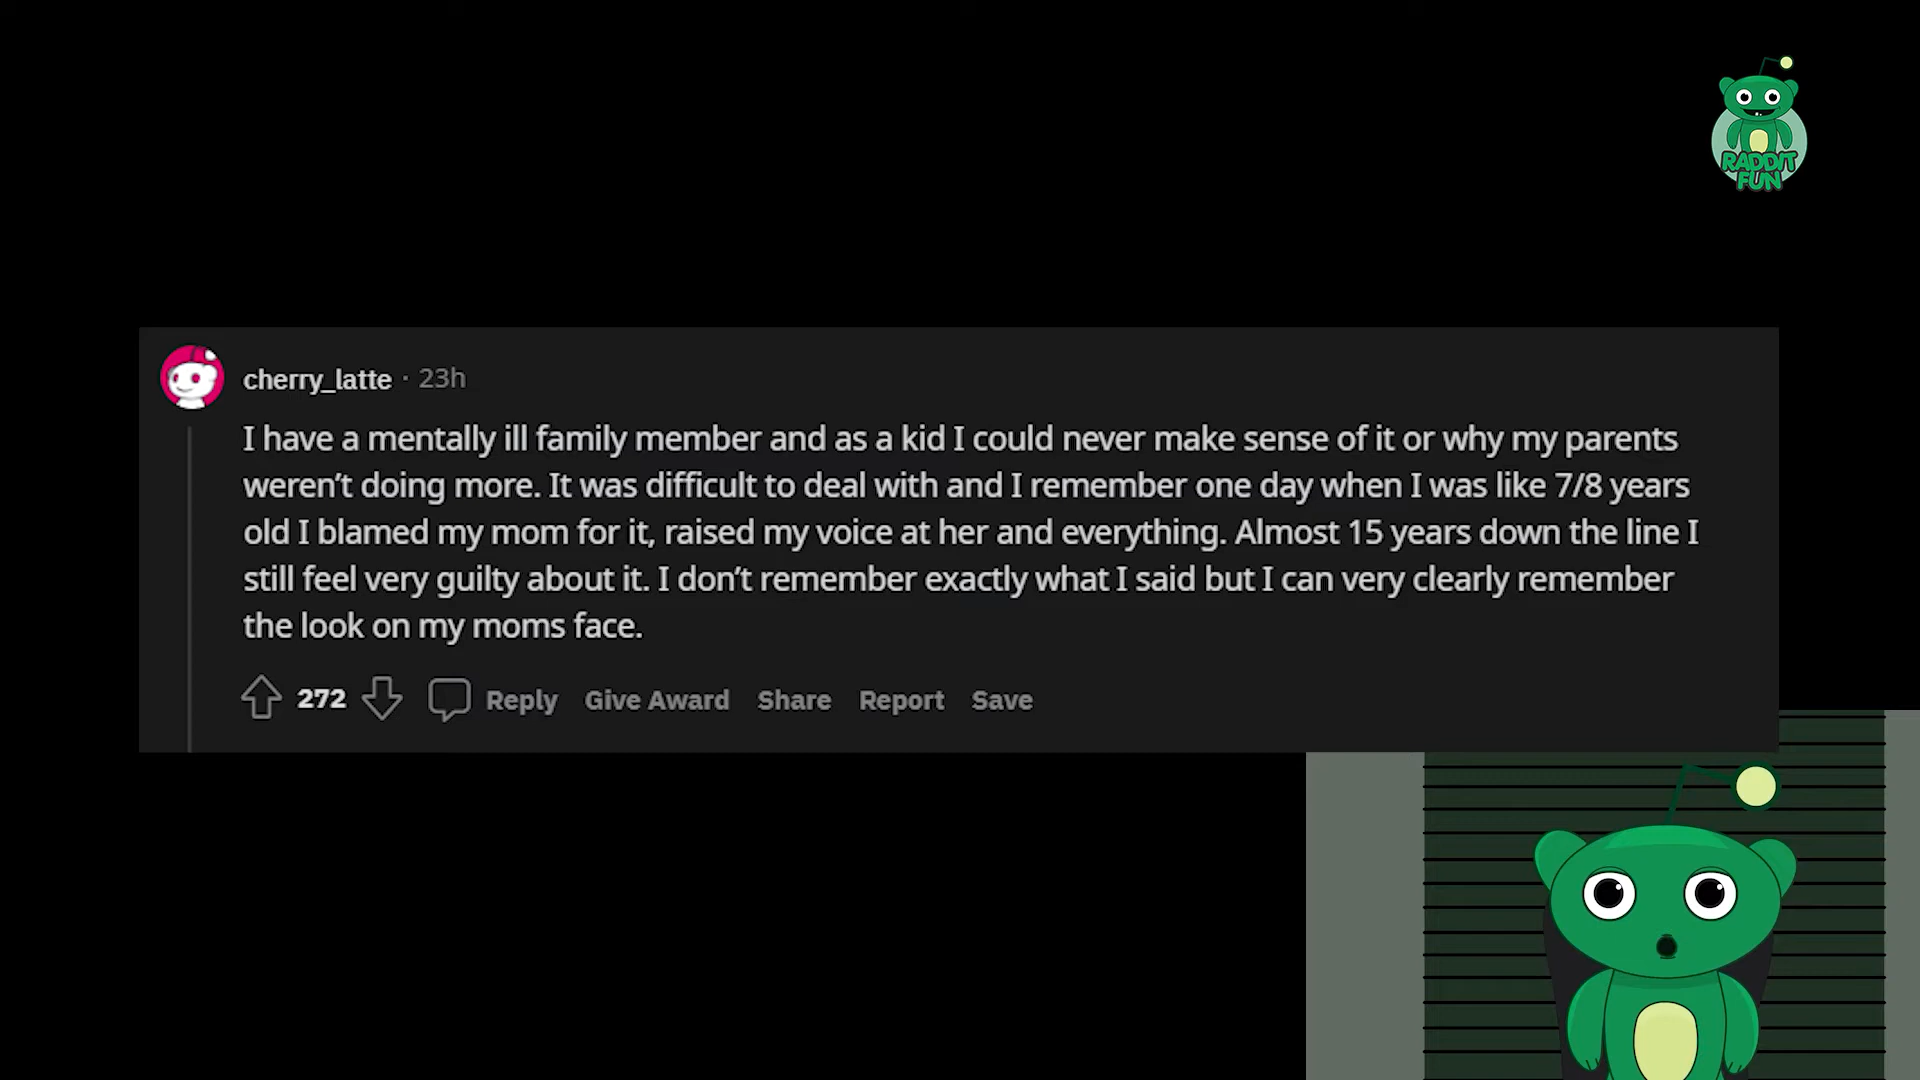 RADDIT
FUN
cherry_latte · 23h
I have a mentally ill family member and as a kid I could never make sense of it or why my parents
weren’t doing more. It was difficult to deal with and I remember one day when I was like 7/8 years
old I blamed my mom for it, raised my voice at her and everything. Almost 15 years down the line I
still feel very guilty about it. I don’t remember exactly what I said but I can very clearly remember
the look on my moms face.
272 Reply Give Award Share Report Save